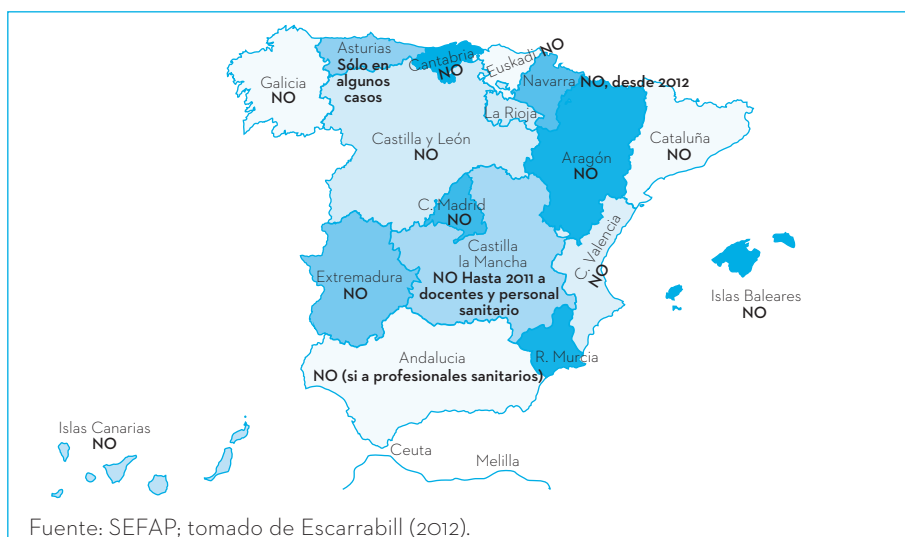 Asturias
Sólo en
algunos
casos
Cantabria
NO
Euskadi NO
Galicia
NO
Navarra NO, desde 2012
La Rioja
Castilla y León
NO
Cataluña
NO
Aragón
NO
C. Madrid
NO
Castilla
la Mancha
NO Hasta 2011 a
docentes y personal
sanitario
C. Valencia
NO
Extremadura
NO
Islas Baleares
NO
Andalucia
NO (si a profesionales sanitarios)
R. Murcia
Islas Canarias
NO
Ceuta
Melilla
Fuente: SEFAP; tomado de Escarrabill (2012).